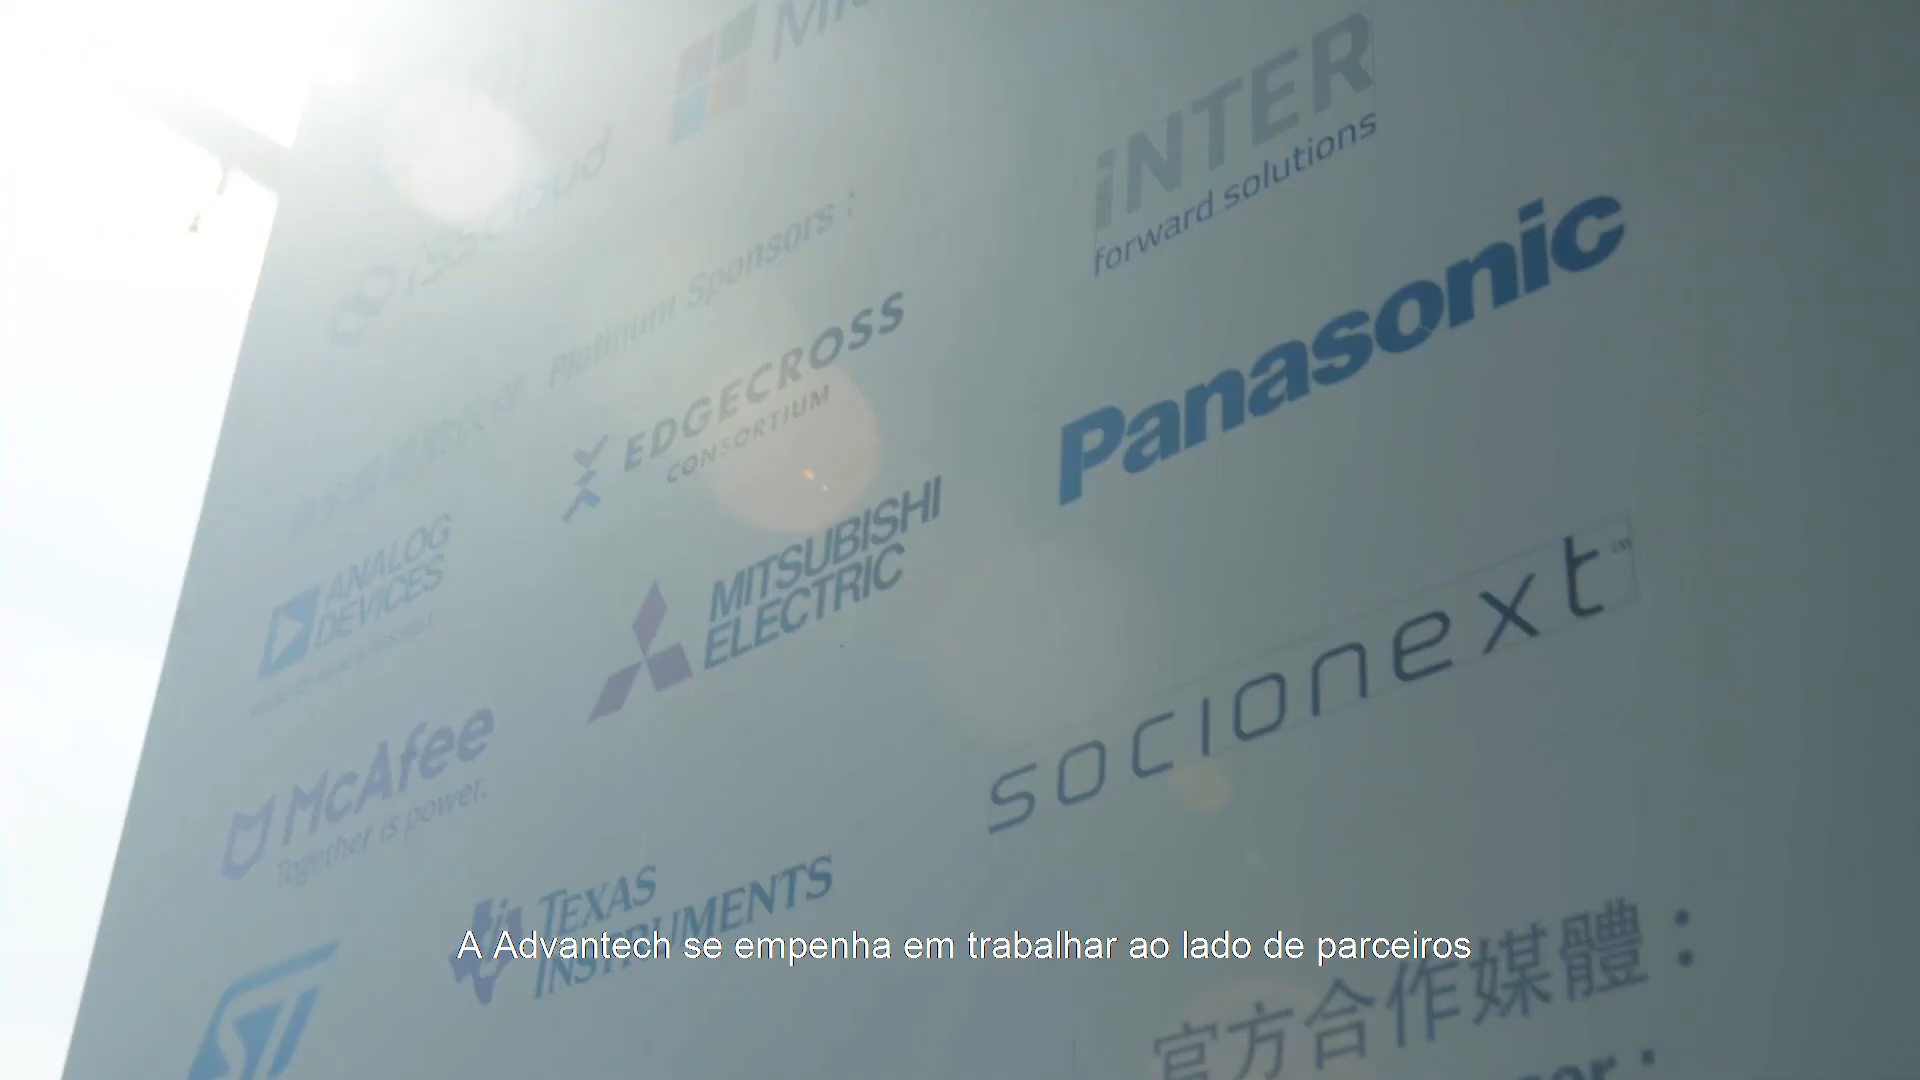 iNTER
forward solutions
Platinum Sponsors :
EDGECROSS
CONSORTIUM
Panasonic
ANALOG
DEVICES
MITSUBISHI
ELECTRIC
socionext
McAfee
Together is power.
TEXAS
INSTRUMENTS
ST
A Advantech se empenha em trabalhar ao lado de parceiros
官方合作媒體：